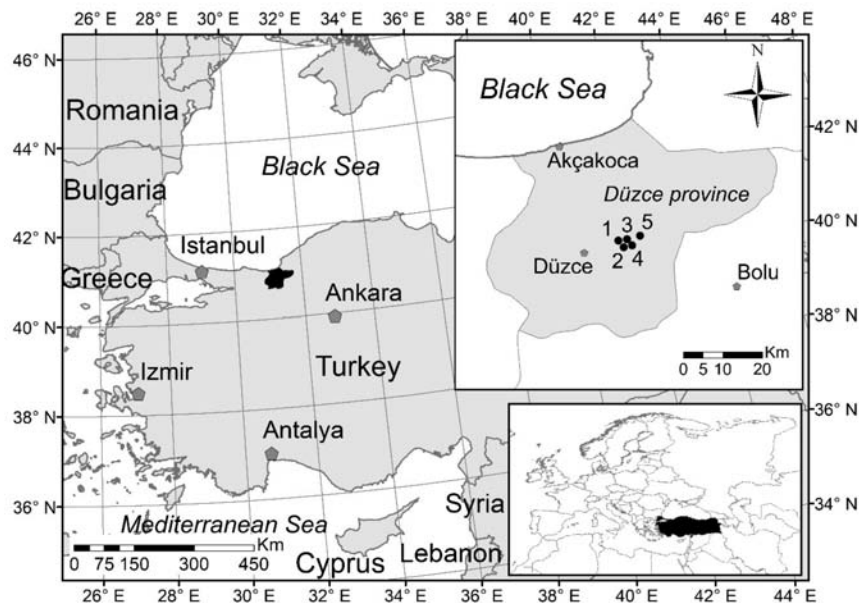 26° E 28° E 30° E 32° E 34° E 36° E 38° E 40° E 42° E 44° E
46° N
44° N
42° N
40° N
38° N
36° N
42° N
40° N
38° N
36° N
34° N
Romania
Bulgaria
Greece
Black Sea
Istanbul
Ankara
Turkey
Izmir
Antalya
Mediterranean Sea
Syria
Cyprus
Lebanon
Km
0 75 150 300 450
N
Black Sea
Akçakoca
Düzce province
1 3 5
2 4
Düzce
Bolu
Km
0 5 10 20
26° E 28° E 30° E 32° E 34° E 36° E 38° E 40° E 42° E 44° E